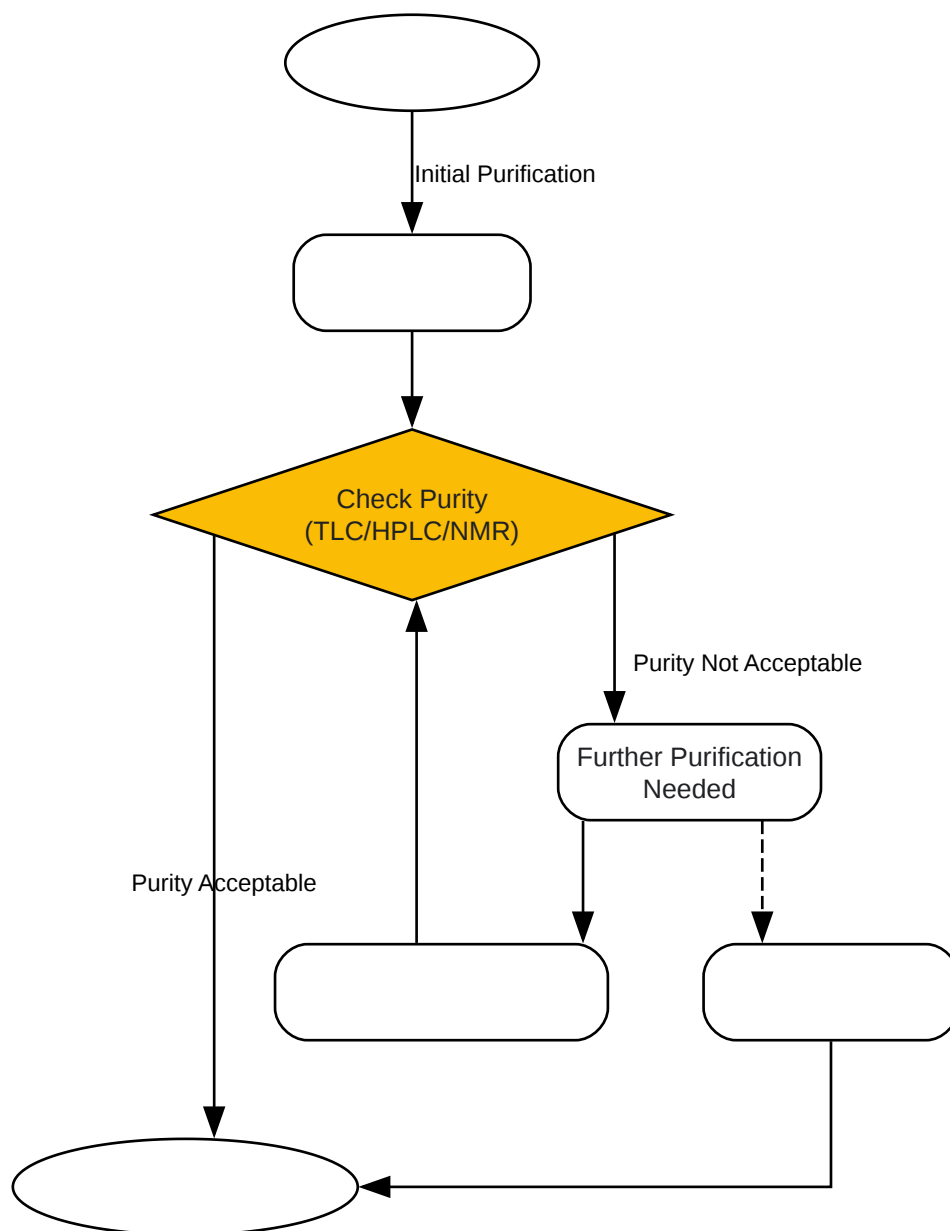 Initial Purification
Check Purity
(TLC/HPLC/NMR)
Purity Not Acceptable
Further Purification
Needed
Purity Acceptable